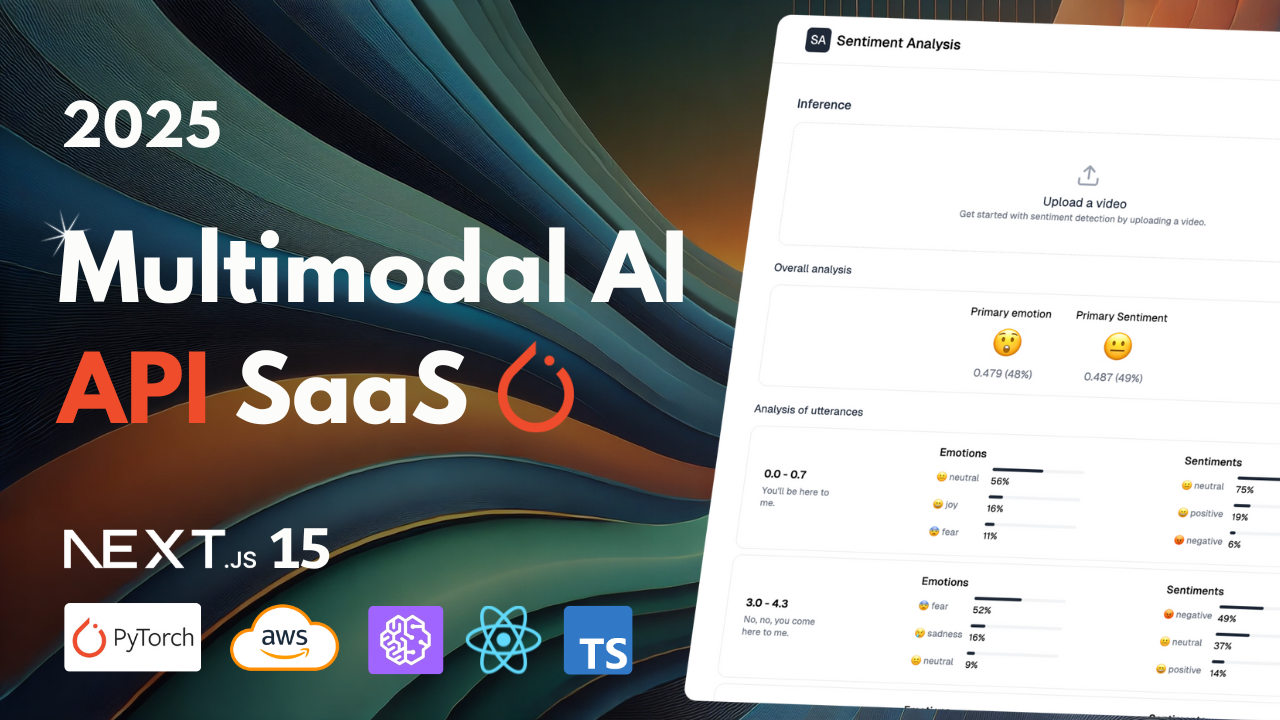 2025
Multimodal AI
API SaaS
NEXT.JS 15
PyTorch
aws
TS
SA Sentiment Analysis
Inference
Upload a video
Get started with sentiment detection by uploading a video.
Overall analysis
Primary emotion Primary Sentiment
0.479 (48%) 0.487 (49%)
Analysis of utterances
0.0 - 0.7
You'll be here to
me.
Emotions
neutral 56%
joy 16%
fear 11%
Sentiments
neutral 75%
positive 19%
negative 6%
3.0 - 4.3
No, no, you come
here to me.
Emotions
fear 52%
sadness 16%
neutral 9%
Sentiments
negative 49%
neutral 37%
positive 14%